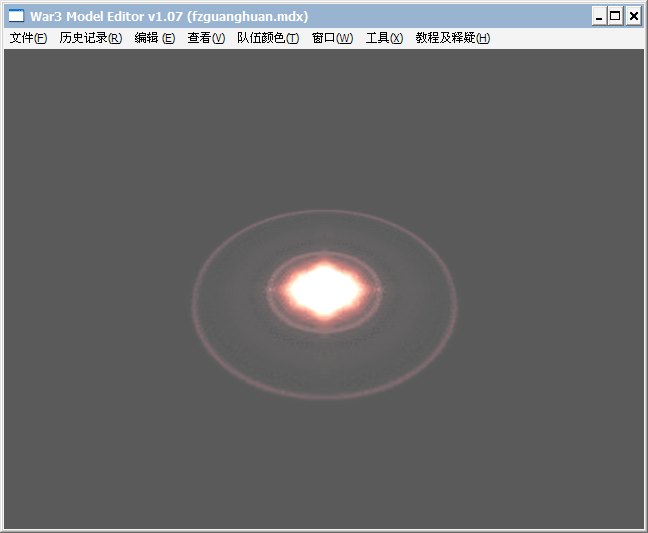 War3 Model Editor v1.07 (fzguanghuan.mdx)
文件(F) 历史记录(R) 编辑 (E) 查看(V) 队伍颜色(T) 窗口(W) 工具(X) 教程及释疑(H)